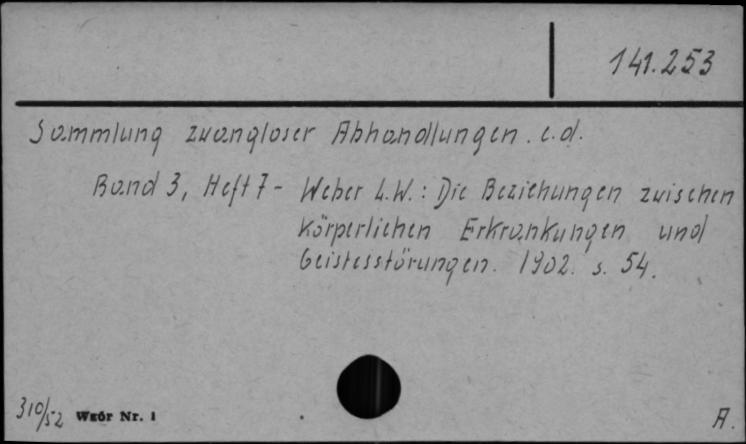 141.253
Sammlung zwangloser Abhandlungen. c.d.
Band 3, Heft 7 - Weber L.W.: Die Beziehungen zwischen
körperlichen Erkrankungen und
Geistesstörungen. 1902. s. 54.
310/52 Wzór Nr. 1
A.